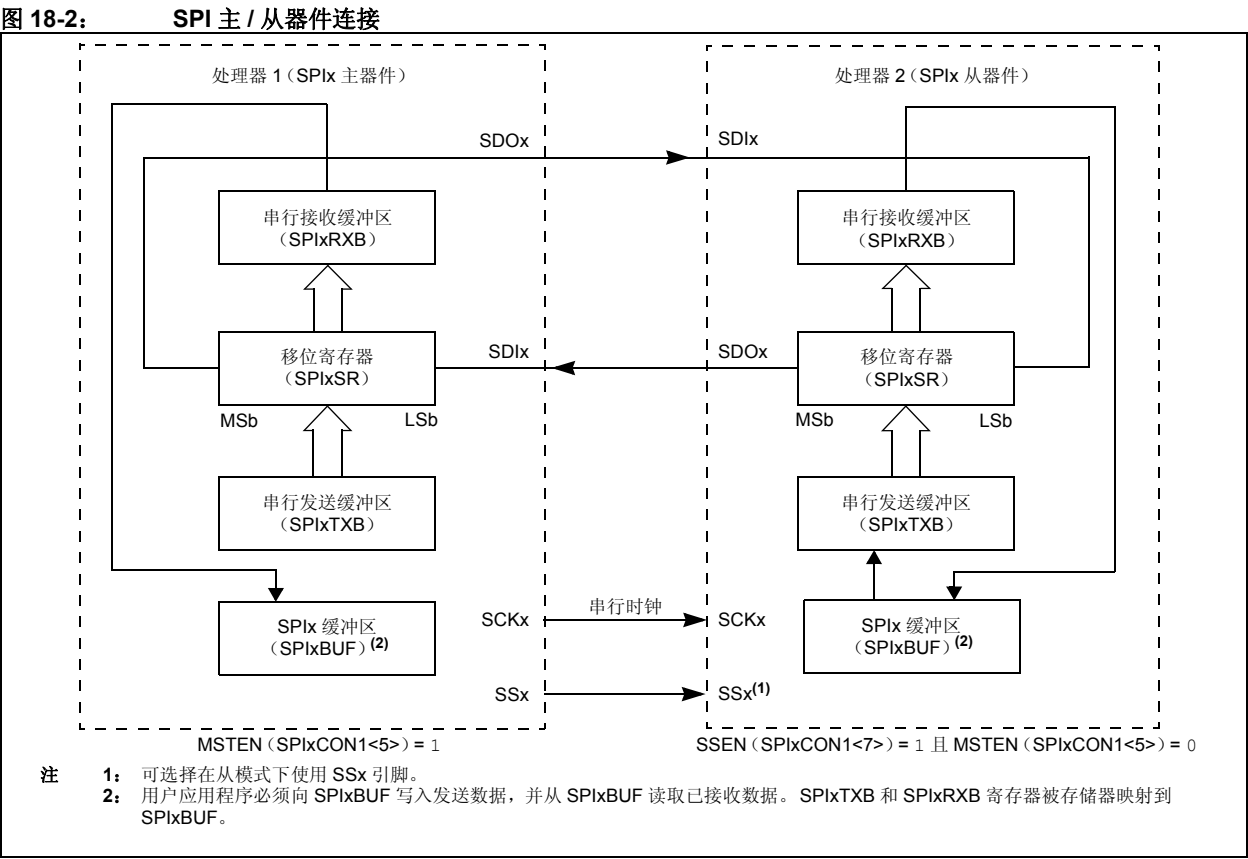 图 18-2： SPI 主 / 从器件连接
处理器 1（SPIx 主器件）
处理器 2（SPIx 从器件）
SDOx
SDIx
串行接收缓冲区
（SPIxRXB）
串行接收缓冲区
（SPIxRXB）
移位寄存器
（SPIxSR）
SDIx
SDOx
移位寄存器
（SPIxSR）
MSb
LSb
MSb
LSb
串行发送缓冲区
（SPIxTXB）
串行发送缓冲区
（SPIxTXB）
SPIx 缓冲区
（SPIxBUF）(2)
SCKx
串行时钟
SCKx
SPIx 缓冲区
（SPIxBUF）(2)
SSx
SSx(1)
MSTEN（SPIxCON1<5>）= 1
SSEN（SPIxCON1<7>）= 1 且 MSTEN（SPIxCON1<5>）= 0
注 1： 可选择在从模式下使用 SSx 引脚。
2： 用户应用程序必须向 SPIxBUF 写入发送数据，并从 SPIxBUF 读取已接收数据。SPIxTXB 和 SPIxRXB 寄存器被存储器映射到
SPIxBUF。